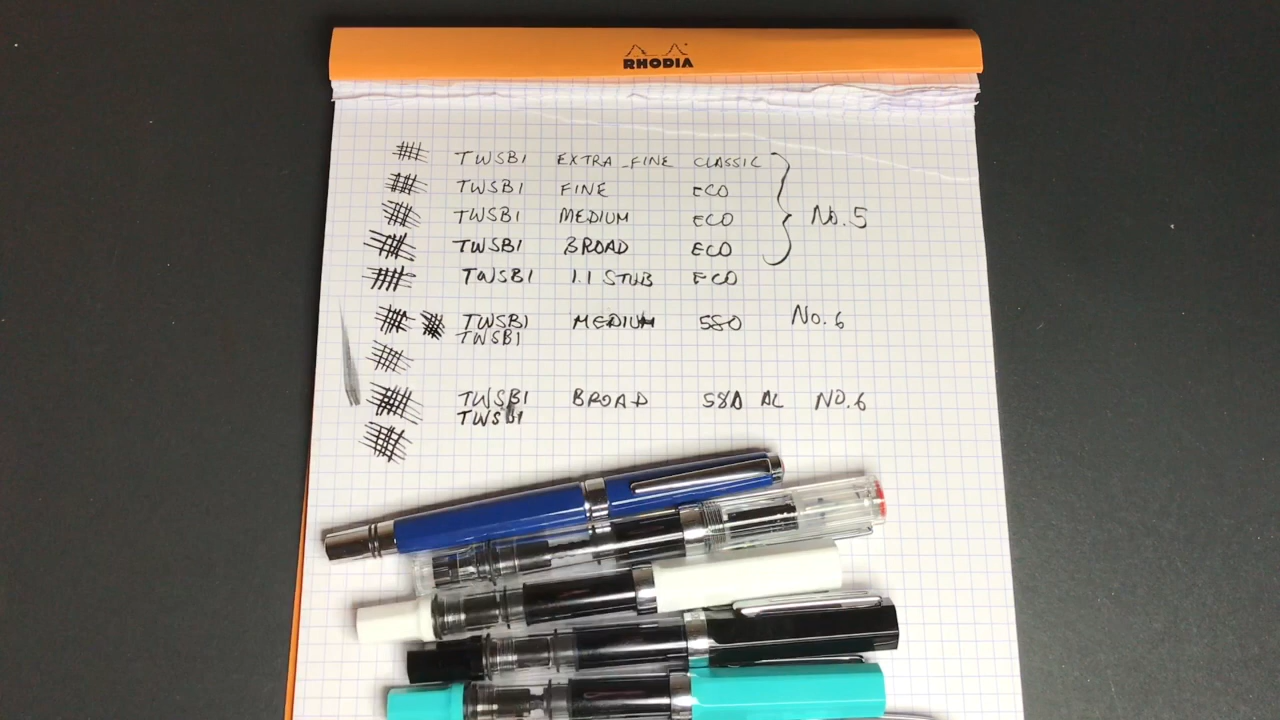 RHODIA
TWSBI EXTRA-FINE CLASSIC
TWSBI FINE ECO
TWSBI MEDIUM ECO No.5
TWSBI BROAD ECO
TWSBI 1.1 STUB ECO
TWSBI MEDIUM 580 No.6
TWSBI
TWSBI BROAD 580 AL NO.6
TWSBI